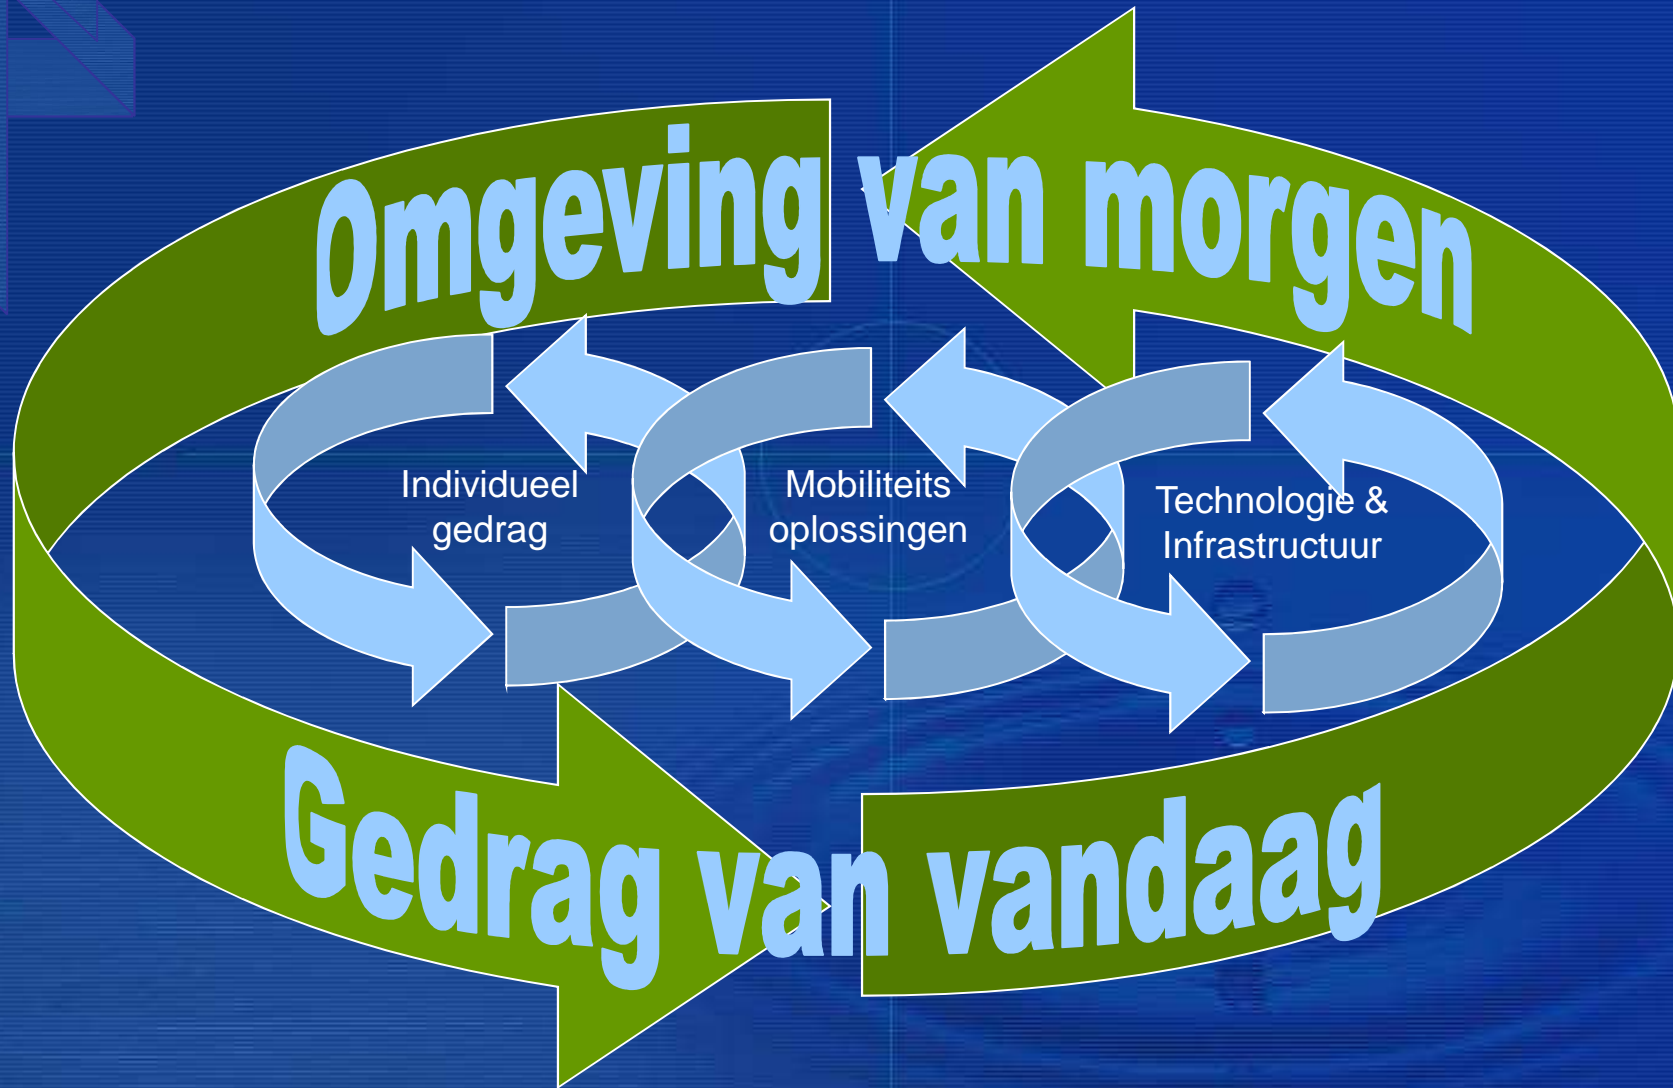 Omgeving van morgen
Individueel
gedrag
Mobiliteits
oplossingen
Technologie &
Infrastructuur
Gedrag van vandaag